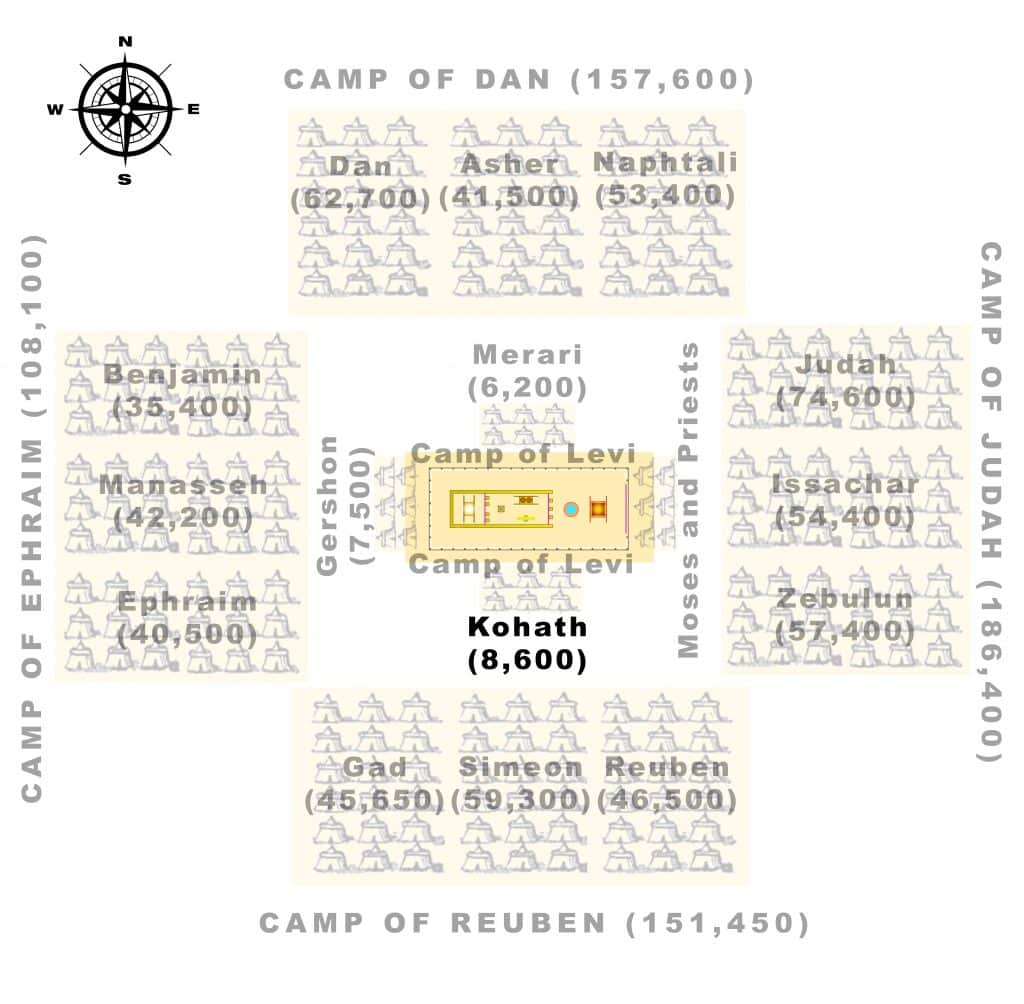 N
W E
S
CAMP OF DAN (157,600)
Dan
(62,700)
Asher
(41,500)
Naphtali
(53,400)
CAMP OF EPHRAIM (108,100)
Benjamin
(35,400)
Manasseh
(42,200)
Ephraim
(40,500)
Gershon
(7,500)
Merari
(6,200)
Camp of Levi
Camp of Levi
Kohath
(8,600)
Moses and Priests
Judah
(74,600)
Issachar
(54,400)
Zebulun
(57,400)
CAMP OF JUDAH (186,400)
Gad
(45,650)
Simeon
(59,300)
Reuben
(46,500)
CAMP OF REUBEN (151,450)